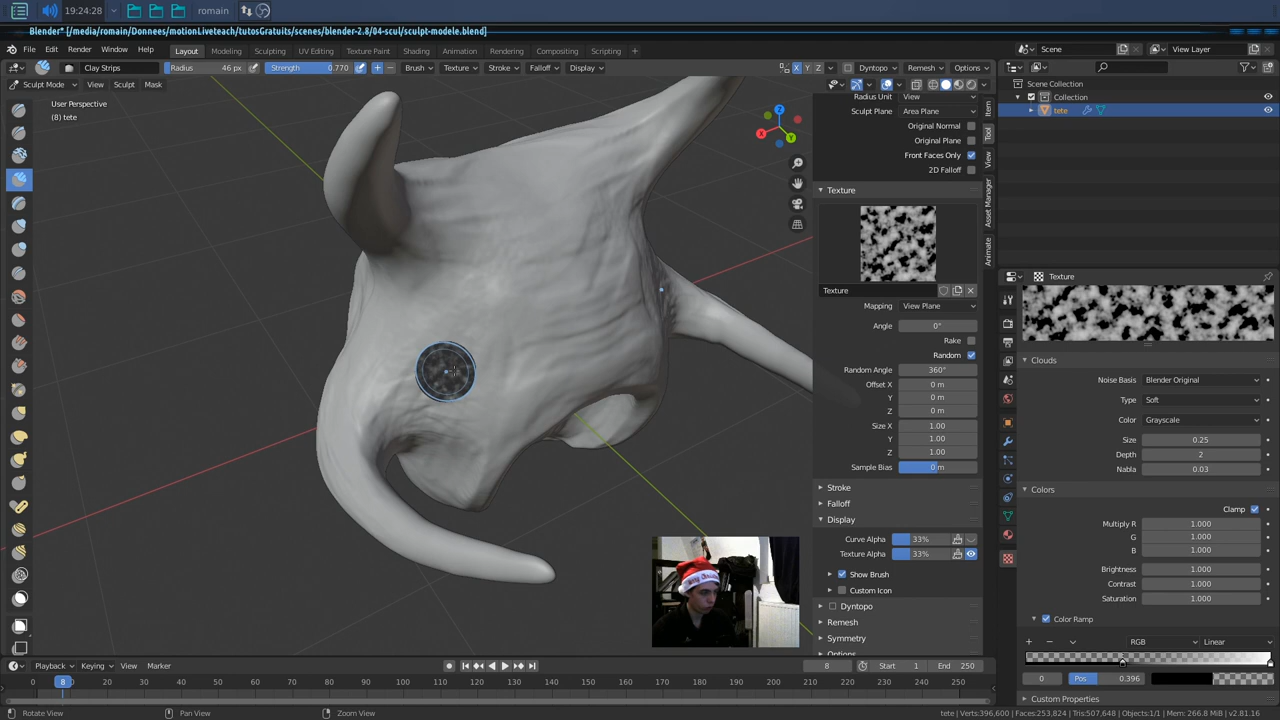 19:24:28
romain
Blender* [/media/romain/Donnees/motionLiveteach/tutosGratuits/scenes/blender-2.8/04-scul/sculpt-modele.blend]
File Edit Render Window Help
Layout Modeling Sculpting UV Editing Texture Paint Shading Animation Rendering Compositing Scripting +
Scene
View Layer
Clay Strips
Radius 46 px
Strength 0.770
Brush
Texture
Stroke
Falloff
Display
X Y Z
Dyntopo
Remesh
Options
Sculpt Mode
View Sculpt Mask
User Perspective
(8) tete
Z
X
Y
Radius Unit View
Sculpt Plane Area Plane
Original Normal
Original Plane
Front Faces Only
2D Falloff
Texture
Texture
Mapping View Plane
Angle 0°
Rake
Random
Random Angle 360°
Offset X 0 m
Y 0 m
Z 0 m
Size X 1.00
Y 1.00
Z 1.00
Sample Bias 0 m
Stroke
Falloff
Display
Curve Alpha 33%
Texture Alpha 33%
Show Brush
Custom Icon
Dyntopo
Remesh
Symmetry
Options
Item
Tool
View
Asset Manager
Animate
Scene Collection
Collection
tete
Texture
Clouds
Noise Basis Blender Original
Type Soft
Color Grayscale
Size 0.25
Depth 2
Nabla 0.03
Colors
Clamp
Multiply R 1.000
G 1.000
B 1.000
Brightness 1.000
Contrast 1.000
Saturation 1.000
Color Ramp
+ −
RGB
Linear
0
Pos 0.396
Custom Properties
Playback Keying View Marker
8
Start 1
End 250
0 8 10 20 30 40 50 60 70 80 90 100 110 120 130 140 150 160 170 180 190 200 210 220 230 240 250
Rotate View
Pan View
Zoom View
tete | Verts:396,600 | Faces:253,824 | Tris:507,648 | Objects:1/1 | Mem: 266.8 MiB | v2.81.16